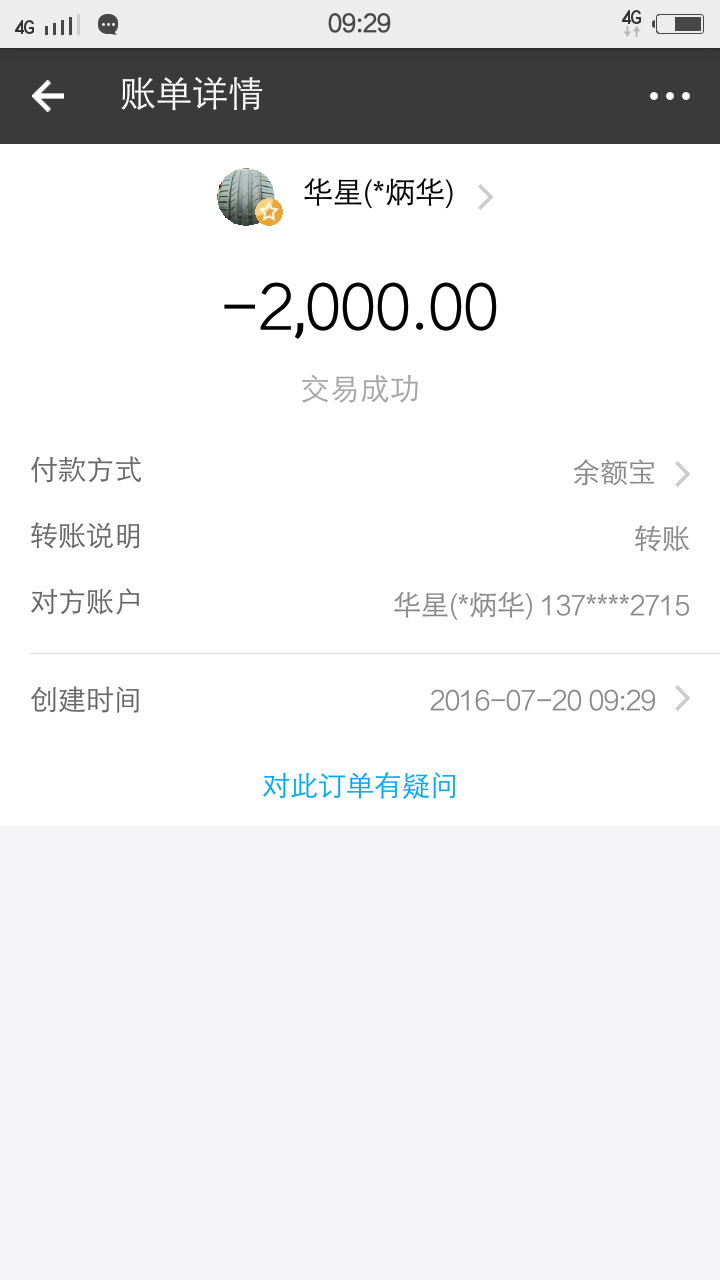 4G 09:29 4G
账单详情
华星(*炳华)
-2,000.00
交易成功
付款方式 余额宝
转账说明 转账
对方账户 华星(*炳华) 137****2715
创建时间 2016-07-20 09:29
对此订单有疑问